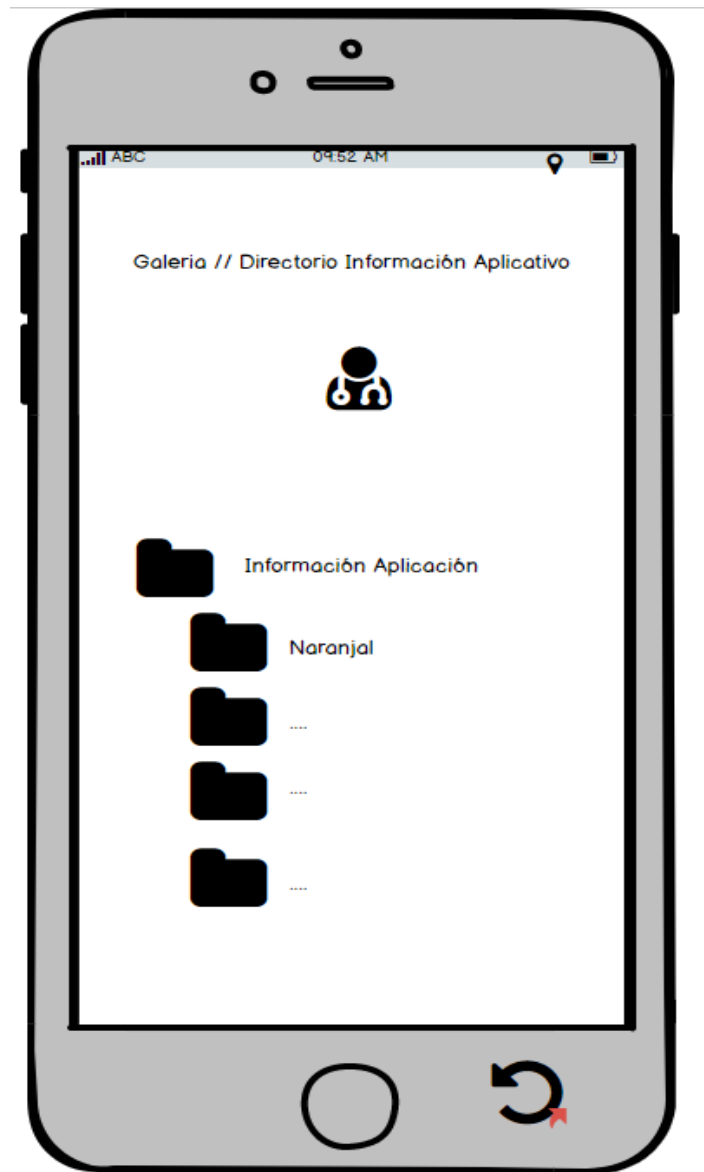 ABC 09:52 AM
Galeria // Directorio Información Aplicativo
Información Aplicación
Naranjal
....
....
....